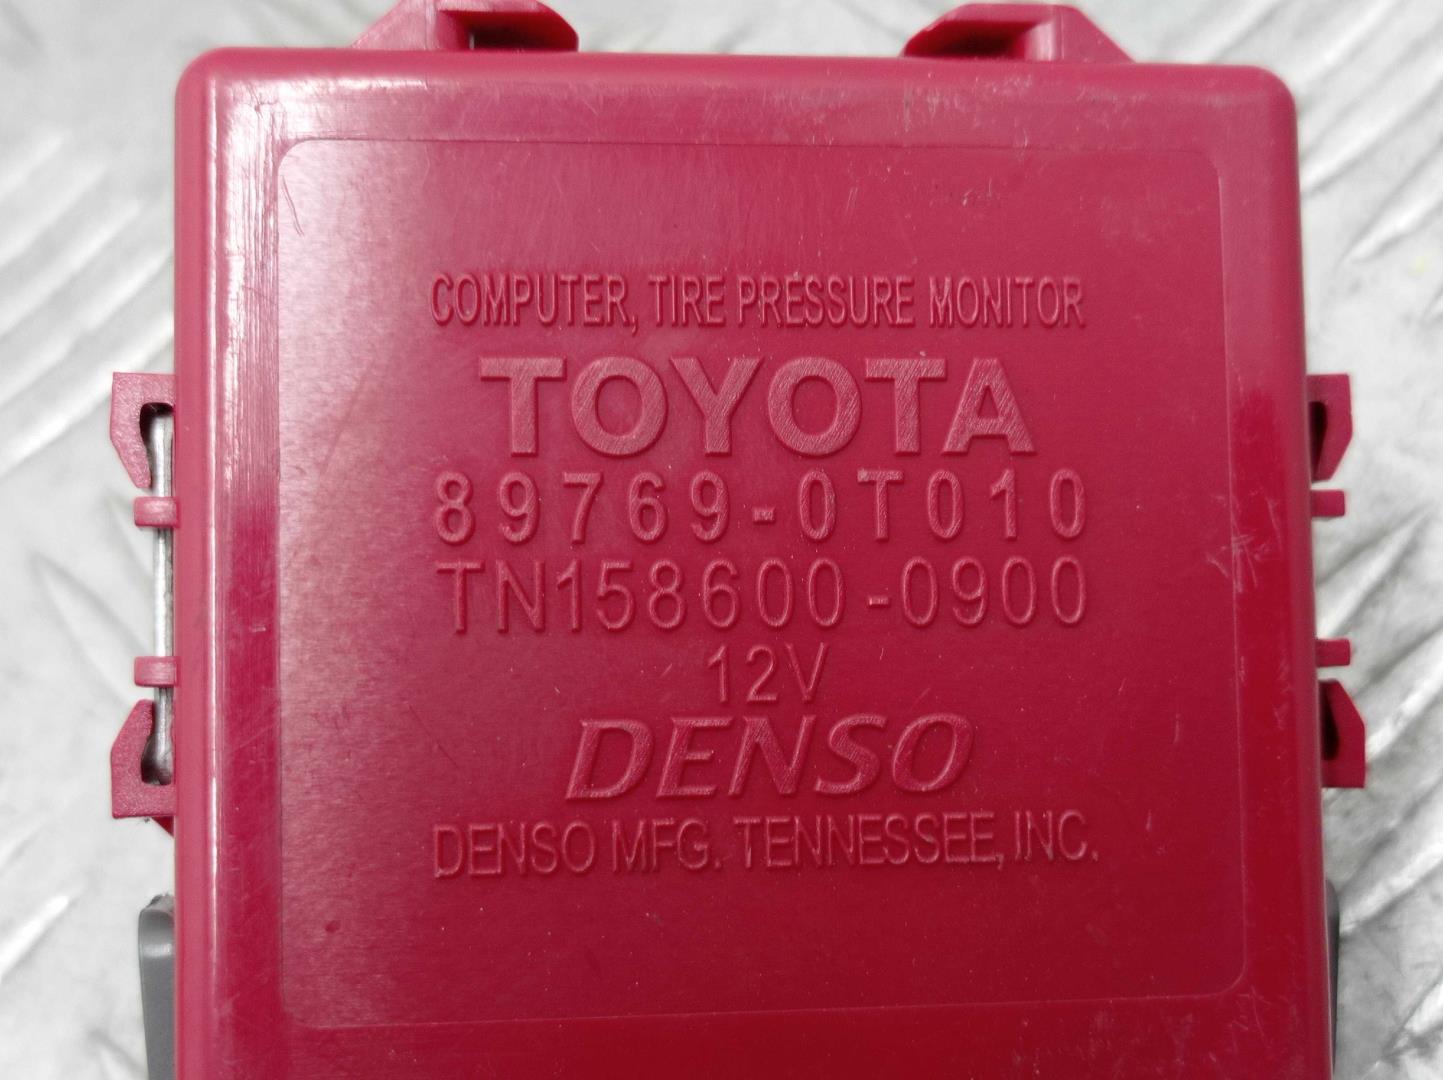 COMPUTER, TIRE PRESSURE MONITOR
TOYOTA
89769-0T010
TN158600-0900
12V
DENSO
DENSO MFG. TENNESSEE, INC.